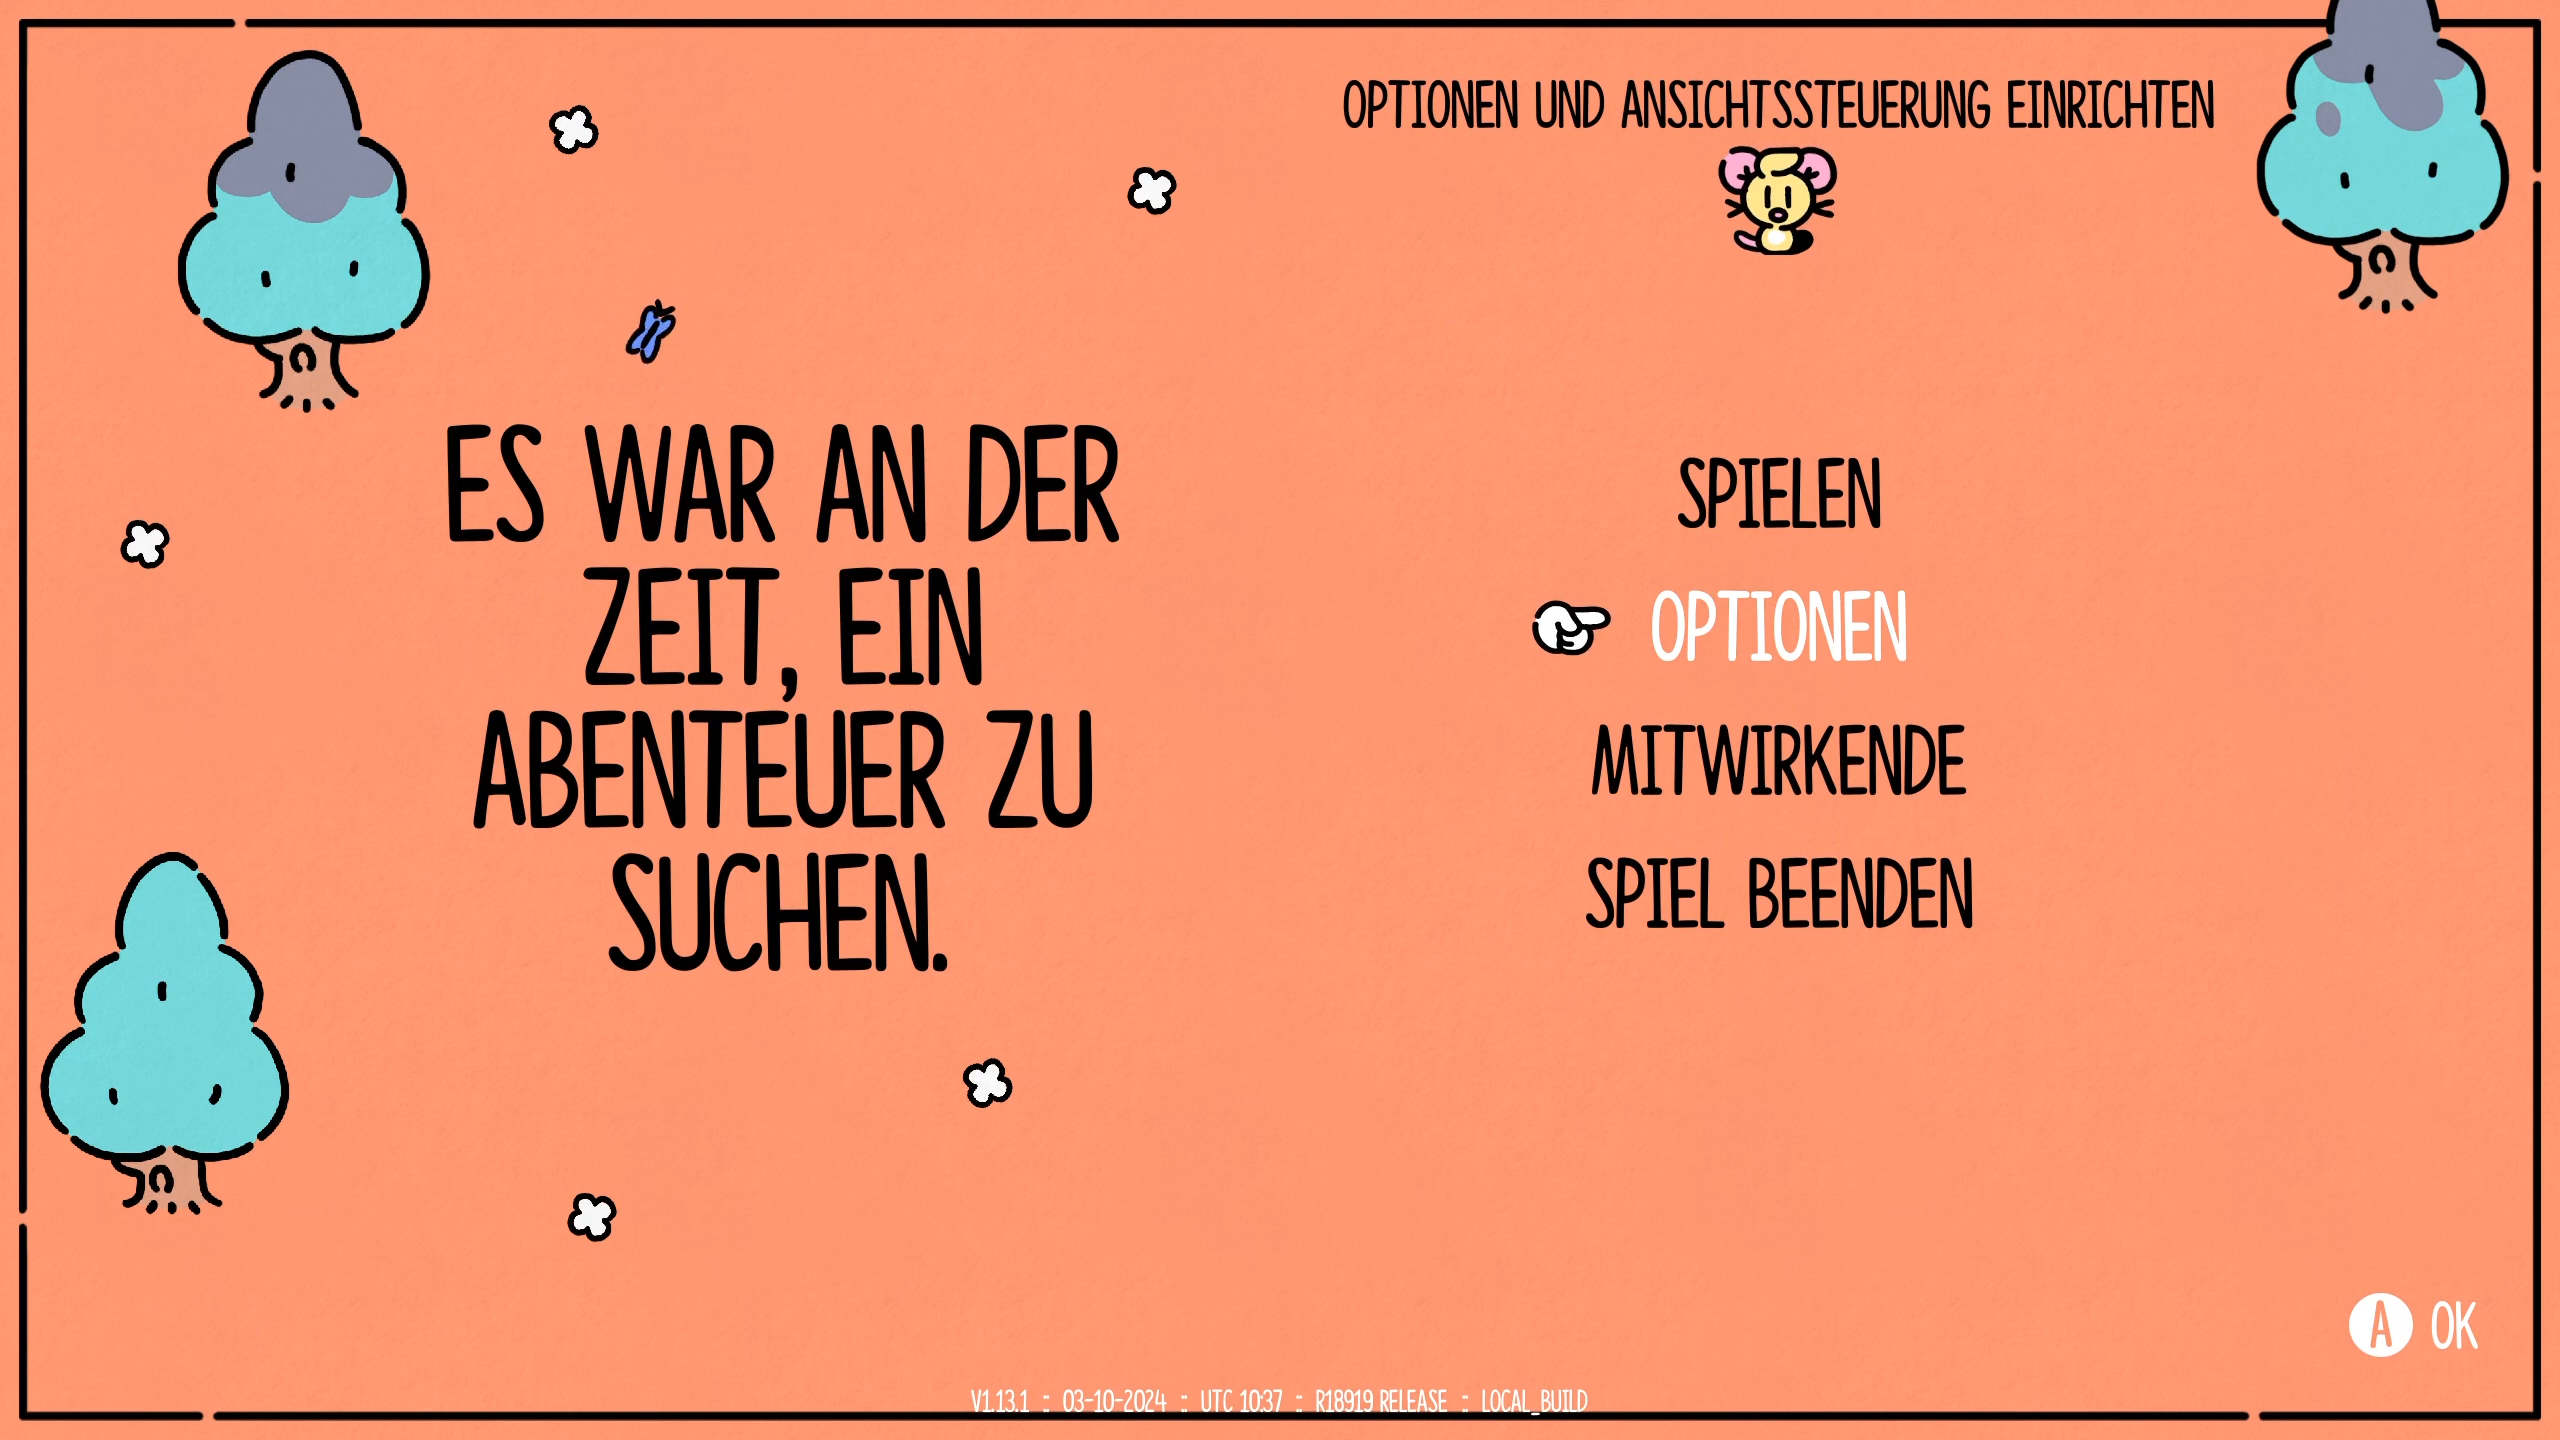 OPTIONEN UND ANSICHTSSTEUERUNG EINRICHTEN
ES WAR AN DER
ZEIT, EIN
ABENTEUER ZU
SUCHEN.
SPIELEN
OPTIONEN
MITWIRKENDE
SPIEL BEENDEN
A OK
V1.13.1 :: 03-10-2024 :: UTC 10:37 :: R18919 RELEASE :: LOCAL_BUILD